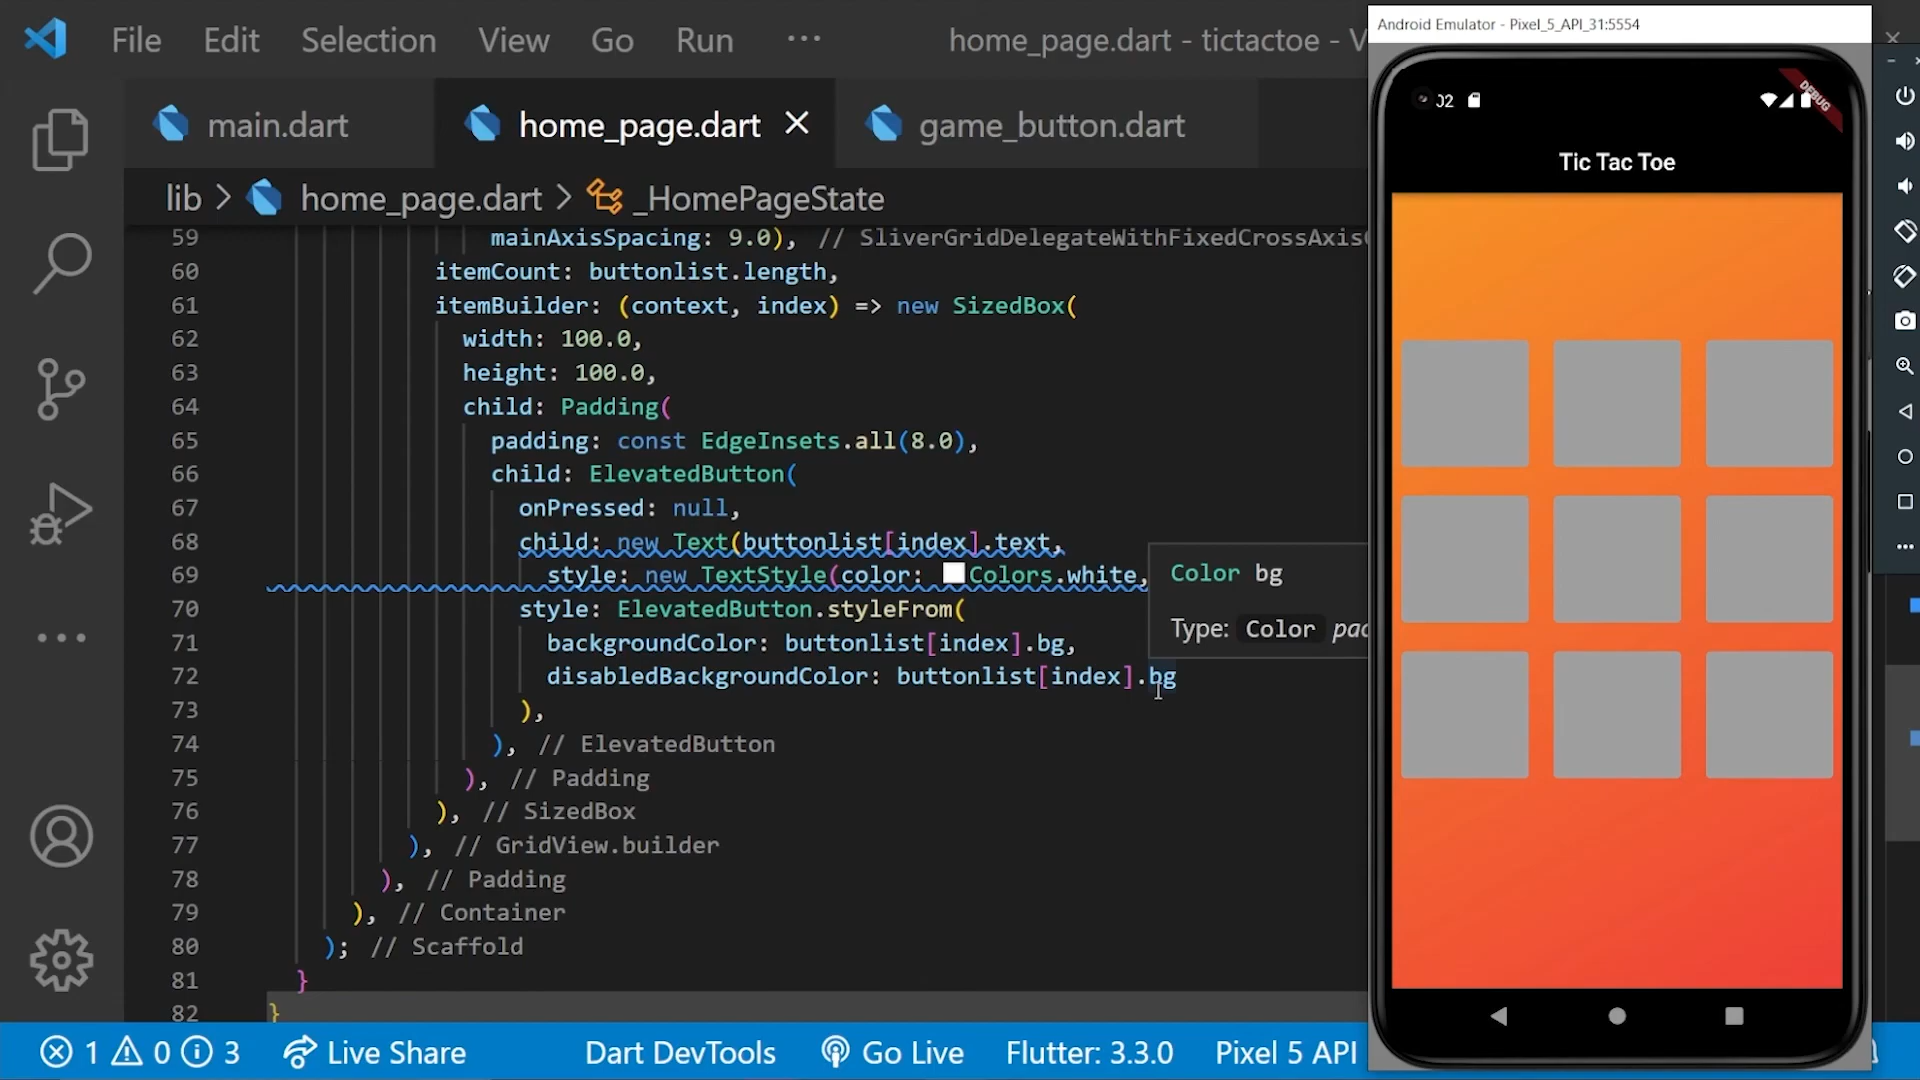 File Edit Selection View Go Run ··· home_page.dart - tictactoe - V
main.dart home_page.dart game_button.dart
lib > home_page.dart > _HomePageState
59 mainAxisSpacing: 9.0), // SliverGridDelegateWithFixedCrossAxisC
60 itemCount: buttonlist.length,
61 itemBuilder: (context, index) => new SizedBox(
62 width: 100.0,
63 height: 100.0,
64 child: Padding(
65 padding: const EdgeInsets.all(8.0),
66 child: ElevatedButton(
67 onPressed: null,
68 child: new Text(buttonlist[index].text,
69 style: new TextStyle(color: Colors.white,
70 style: ElevatedButton.styleFrom(
71 backgroundColor: buttonlist[index].bg,
72 disabledBackgroundColor: buttonlist[index].bg
73 ),
74 ), // ElevatedButton
75 ), // Padding
76 ), // SizedBox
77 ), // GridView.builder
78 ), // Padding
79 ), // Container
80 ); // Scaffold
81 }
82 }
Color bg
Type: Color pac
1 0 3 Live Share Dart DevTools Go Live Flutter: 3.3.0 Pixel 5 API
Android Emulator - Pixel_5_API_31:5554
02
DEBUG
Tic Tac Toe